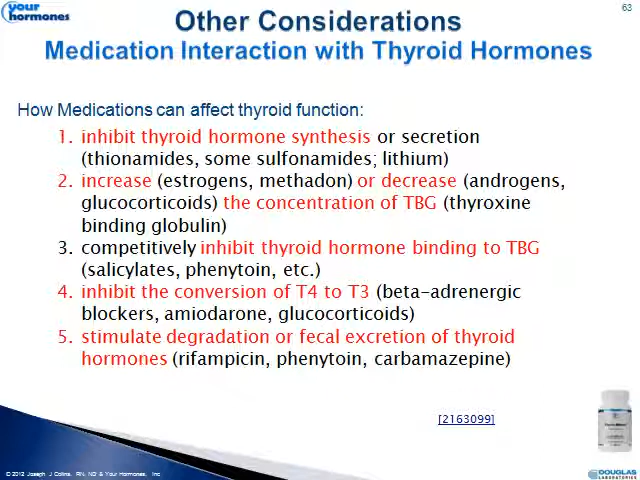 your
hormones
63
Other Considerations
Medication Interaction with Thyroid Hormones
How Medications can affect thyroid function:
1. inhibit thyroid hormone synthesis or secretion
(thionamides, some sulfonamides; lithium)
2. increase (estrogens, methadon) or decrease (androgens,
glucocorticoids) the concentration of TBG (thyroxine
binding globulin)
3. competitively inhibit thyroid hormone binding to TBG
(salicylates, phenytoin, etc.)
4. inhibit the conversion of T4 to T3 (beta-adrenergic
blockers, amiodarone, glucocorticoids)
5. stimulate degradation or fecal excretion of thyroid
hormones (rifampicin, phenytoin, carbamazepine)
[2163099]
© 2012 Joseph J Collins, RN, ND & Your Hormones, Inc
DOUGLAS
LABORATORIES